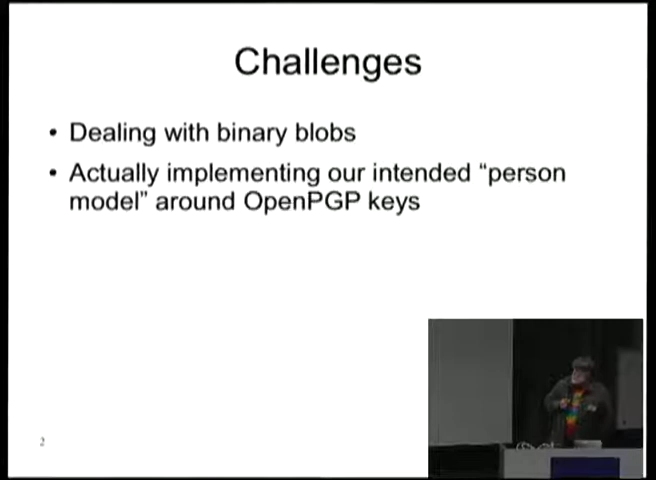 Challenges
• Dealing with binary blobs
• Actually implementing our intended “person
model” around OpenPGP keys
2